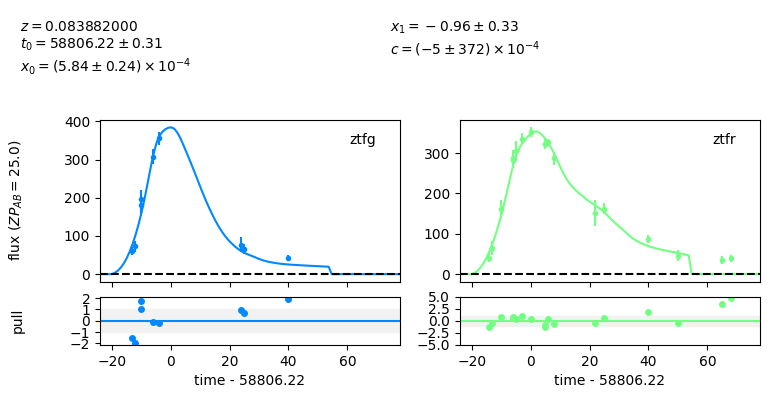 z = 0.083882000
t₀ = 58806.22 ± 0.31
x₀ = (5.84 ± 0.24) × 10⁻⁴
x₁ = −0.96 ± 0.33
c = (−5 ± 372) × 10⁻⁴
flux (ZP_AB = 25.0)
400
300
200
100
0
ztfg
300
200
100
0
ztfr
pull
2
1
0
−1
−2
5.0
2.5
0.0
−2.5
−5.0
−20 0 20 40 60
−20 0 20 40 60
time - 58806.22
time - 58806.22